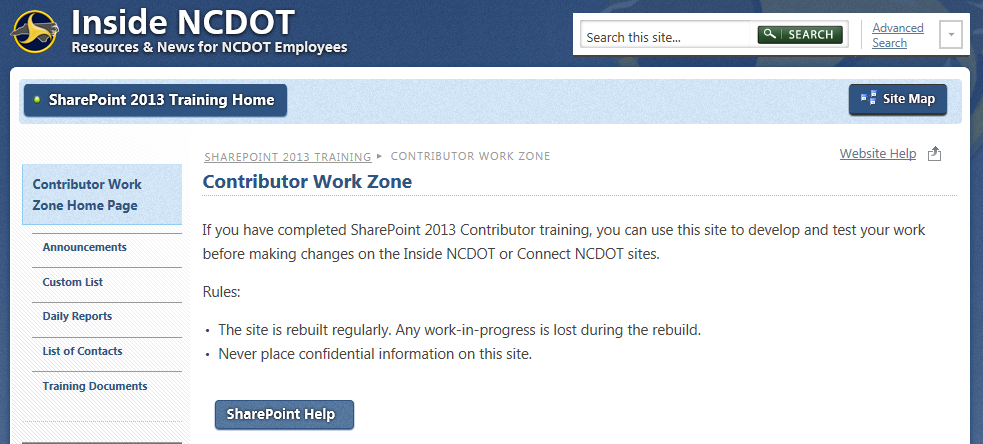 Inside NCDOT
Resources & News for NCDOT Employees
Search this site...
SEARCH
Advanced
Search
SharePoint 2013 Training Home
Site Map
SHAREPOINT 2013 TRAINING ▸ CONTRIBUTOR WORK ZONE
Website Help
Contributor Work
Zone Home Page
Announcements
Custom List
Daily Reports
List of Contacts
Training Documents
Contributor Work Zone
If you have completed SharePoint 2013 Contributor training, you can use this site to develop and test your work
before making changes on the Inside NCDOT or Connect NCDOT sites.
Rules:
• The site is rebuilt regularly. Any work-in-progress is lost during the rebuild.
• Never place confidential information on this site.
SharePoint Help